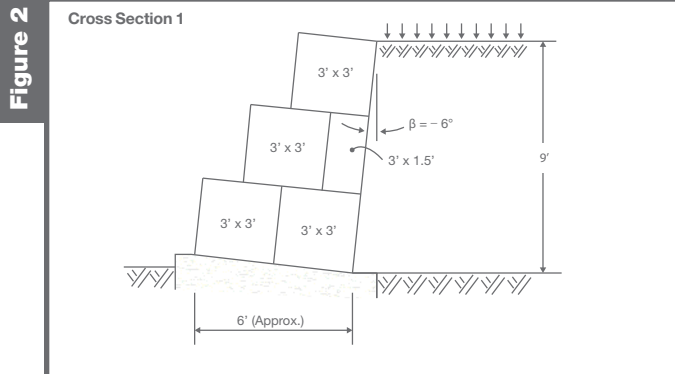 Figure 2
Cross Section 1
3' x 3'
β = – 6°
3' x 3'
3' x 1.5'
9'
3' x 3'
3' x 3'
6' (Approx.)